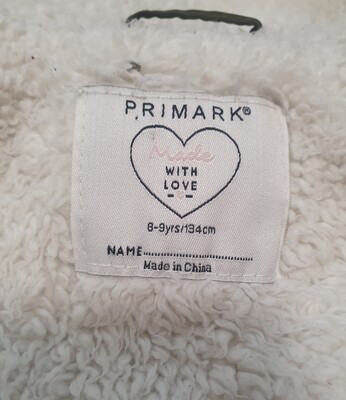 PRIMARK®
Made
WITH
LOVE
8-9yrs/134cm
NAME................................
Made in China